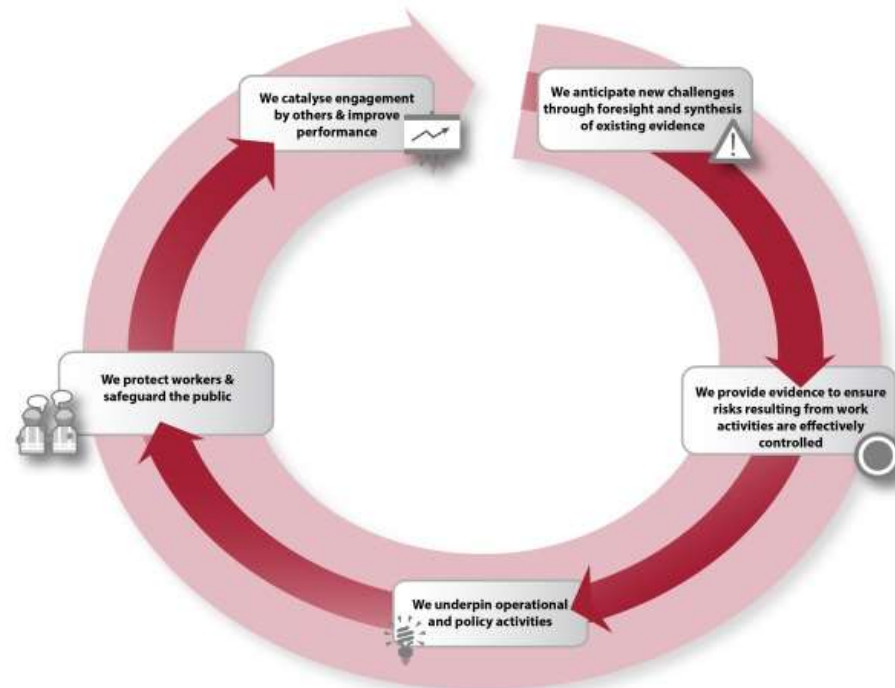 We anticipate new challenges
through foresight and synthesis
of existing evidence
We provide evidence to ensure
risks resulting from work
activities are effectively
controlled
We underpin operational
and policy activities
We protect workers &
safeguard the public
We catalyse engagement
by others & improve
performance